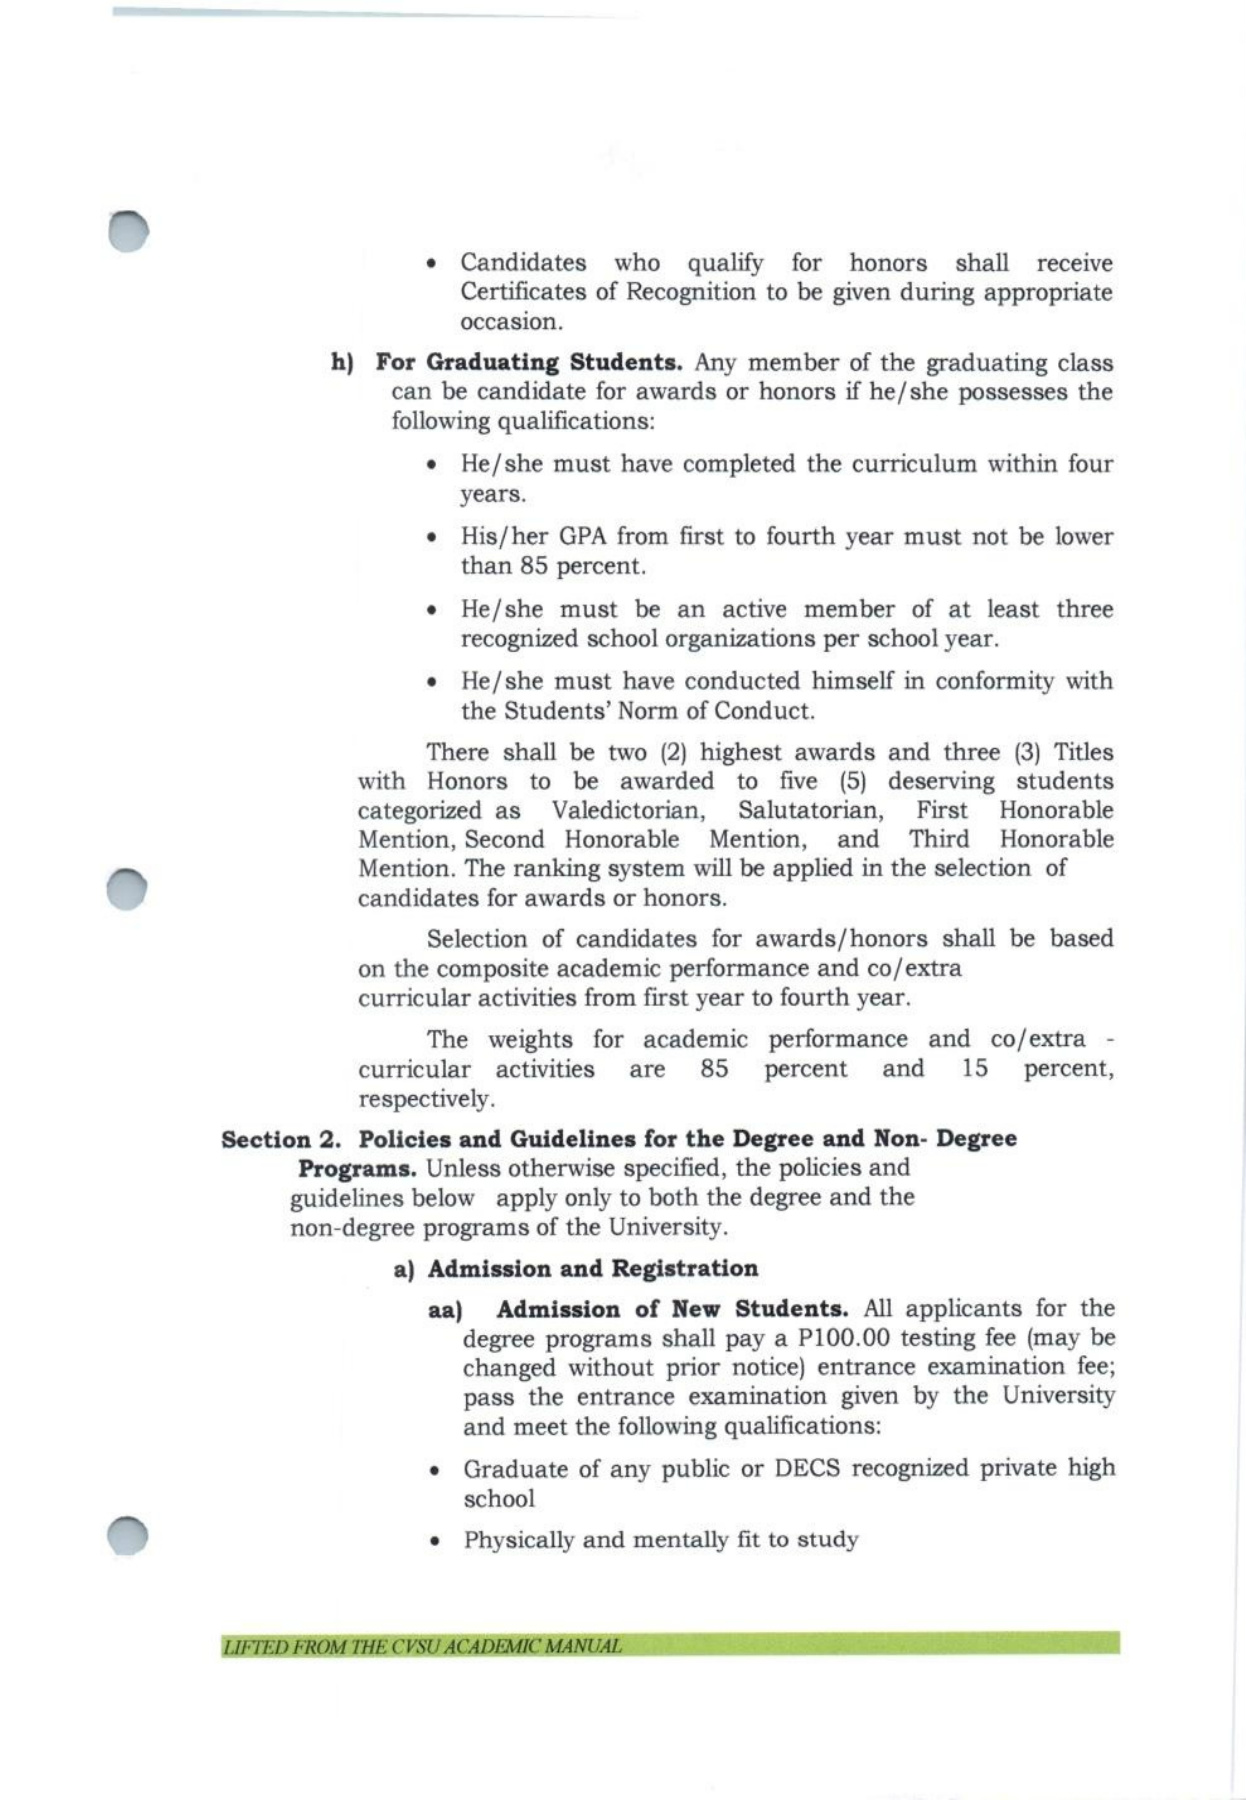 • Candidates who qualify for honors shall receive
Certificates of Recognition to be given during appropriate
occasion.
h) For Graduating Students. Any member of the graduating class
can be candidate for awards or honors if he/she possesses the
following qualifications:
• He/she must have completed the curriculum within four
years.
• His/her GPA from first to fourth year must not be lower
than 85 percent.
• He/she must be an active member of at least three
recognized school organizations per school year.
• He/she must have conducted himself in conformity with
the Students' Norm of Conduct.
There shall be two (2) highest awards and three (3) Titles
with Honors to be awarded to five (5) deserving students
categorized as Valedictorian, Salutatorian, First Honorable
Mention, Second Honorable Mention, and Third Honorable
Mention. The ranking system will be applied in the selection of
candidates for awards or honors.
Selection of candidates for awards/honors shall be based
on the composite academic performance and co/extra
curricular activities from first year to fourth year.
The weights for academic performance and co/extra -
curricular activities are 85 percent and 15 percent,
respectively.
Section 2. Policies and Guidelines for the Degree and Non- Degree
Programs. Unless otherwise specified, the policies and
guidelines below apply only to both the degree and the
non-degree programs of the University.
a) Admission and Registration
aa) Admission of New Students. All applicants for the
degree programs shall pay a P100.00 testing fee (may be
changed without prior notice) entrance examination fee;
pass the entrance examination given by the University
and meet the following qualifications:
• Graduate of any public or DECS recognized private high
school
• Physically and mentally fit to study
LIFTED FROM THE CVSU ACADEMIC MANUAL